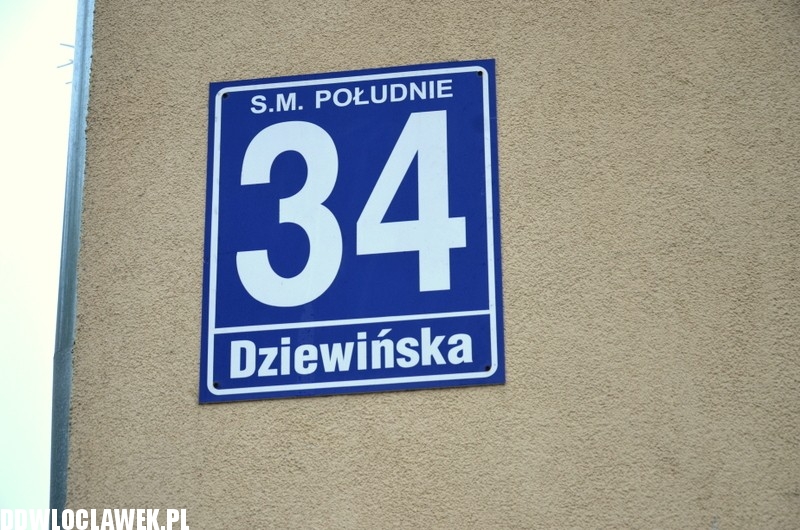 S.M. POŁUDNIE
34
Dziewińska
DDWLOCLAWEK.PL